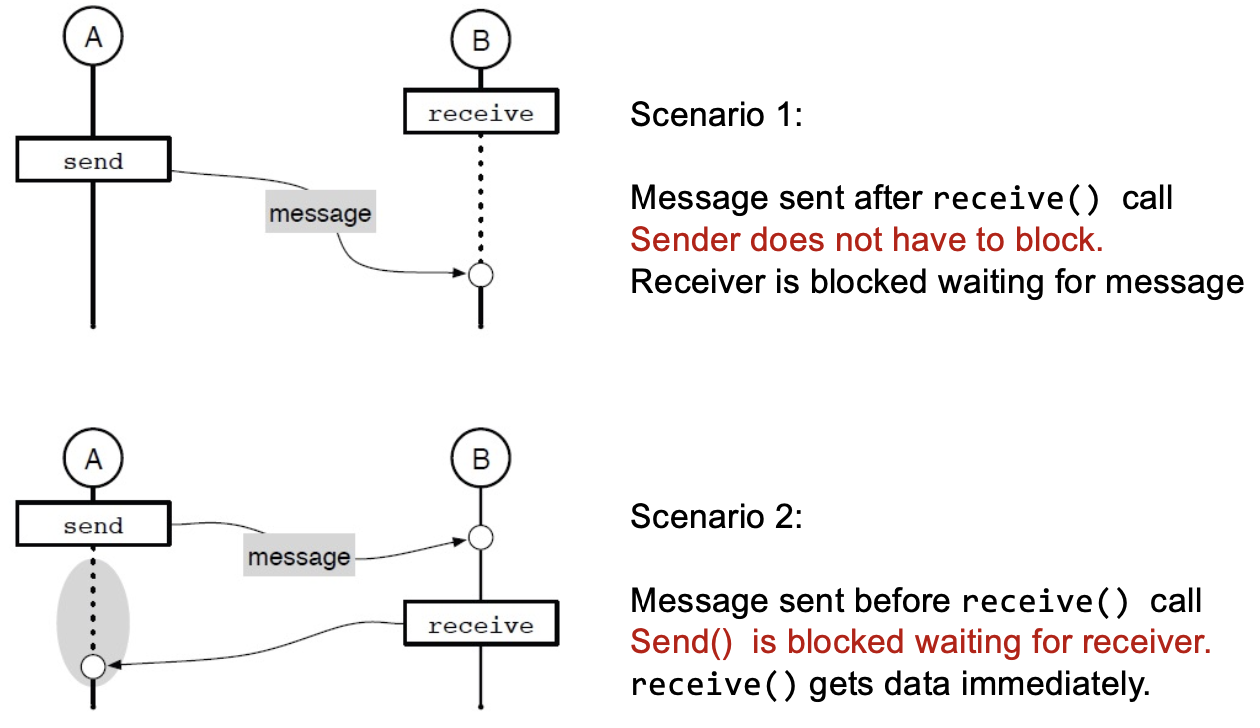 A
B
receive
send
message
Scenario 1:
Message sent after receive() call
Sender does not have to block.
Receiver is blocked waiting for message
A
B
send
message
receive
Scenario 2:
Message sent before receive() call
Send() is blocked waiting for receiver.
receive() gets data immediately.